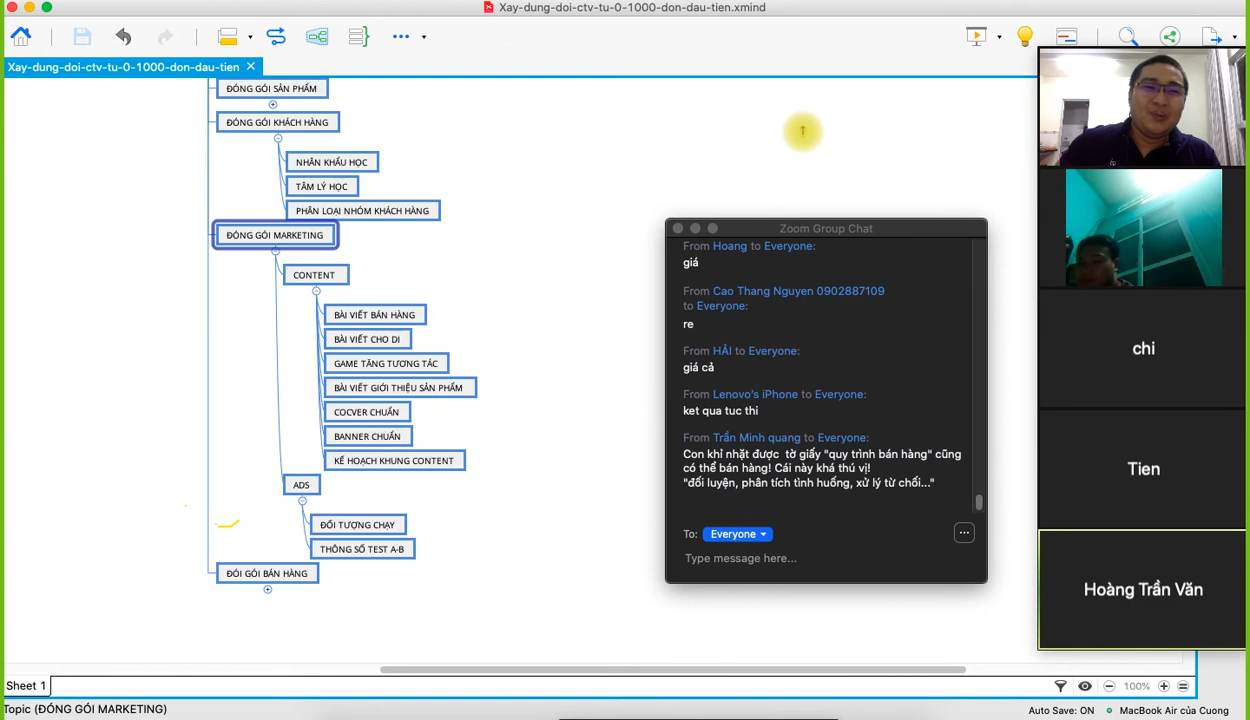 Xay-dung-doi-ctv-tu-0-1000-don-dau-tien.xmind
Xay-dung-doi-ctv-tu-0-1000-don-dau-tien
ĐÓNG GÓI SẢN PHẨM
ĐÓNG GÓI KHÁCH HÀNG
NHÂN KHẨU HỌC
TÂM LÝ HỌC
PHÂN LOẠI NHÓM KHÁCH HÀNG
ĐÓNG GÓI MARKETING
CONTENT
BÀI VIẾT BÁN HÀNG
BÀI VIẾT CHO DI
GAME TĂNG TƯƠNG TÁC
BÀI VIẾT GIỚI THIỆU SẢN PHẨM
COCVER CHUẨN
BANNER CHUẨN
KẾ HOẠCH KHUNG CONTENT
ADS
ĐỐI TƯỢNG CHẠY
THÔNG SỐ TEST A-B
ĐÓI GÓI BÁN HÀNG
Zoom Group Chat
From Hoang to Everyone:
giá
From Cao Thang Nguyen 0902887109
to Everyone:
re
From HẢI to Everyone:
giá cả
From Lenovo's iPhone to Everyone:
ket qua tuc thi
From Trần Minh quang to Everyone:
Con khỉ nhặt được tờ giấy "quy trình bán hàng" cũng
có thể bán hàng! Cái này khá thú vị!
"đối luyện, phân tích tình huống, xử lý từ chối..."
To: Everyone
Type message here...
chi
Tien
Hoàng Trần Văn
Sheet 1
100%
Topic (ĐÓNG GÓI MARKETING)
Auto Save: ON
MacBook Air của Cuong